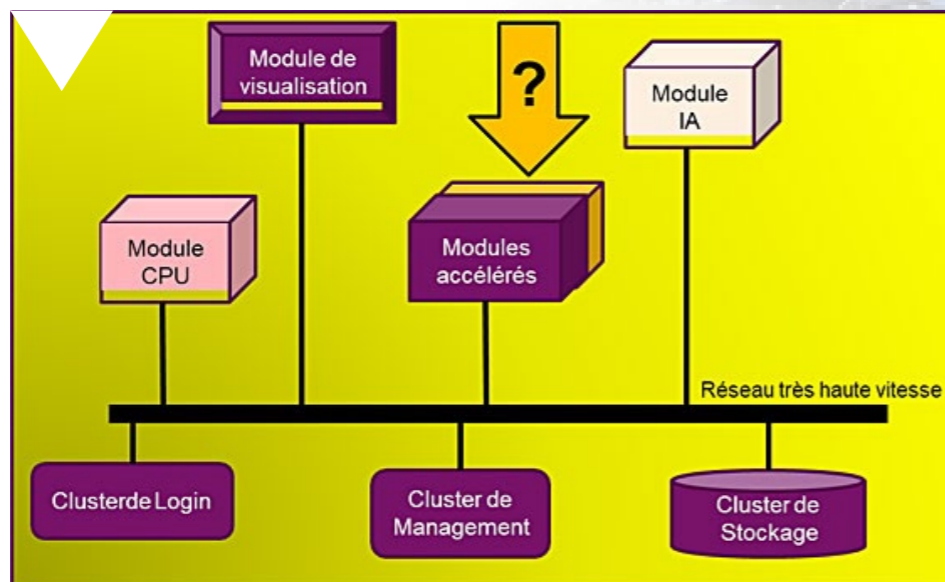 Module de
visualisation
?
Module
IA
Module
CPU
Modules
accélérés
Réseau très haute vitesse
Clusterde Login
Cluster de
Management
Cluster de
Stockage